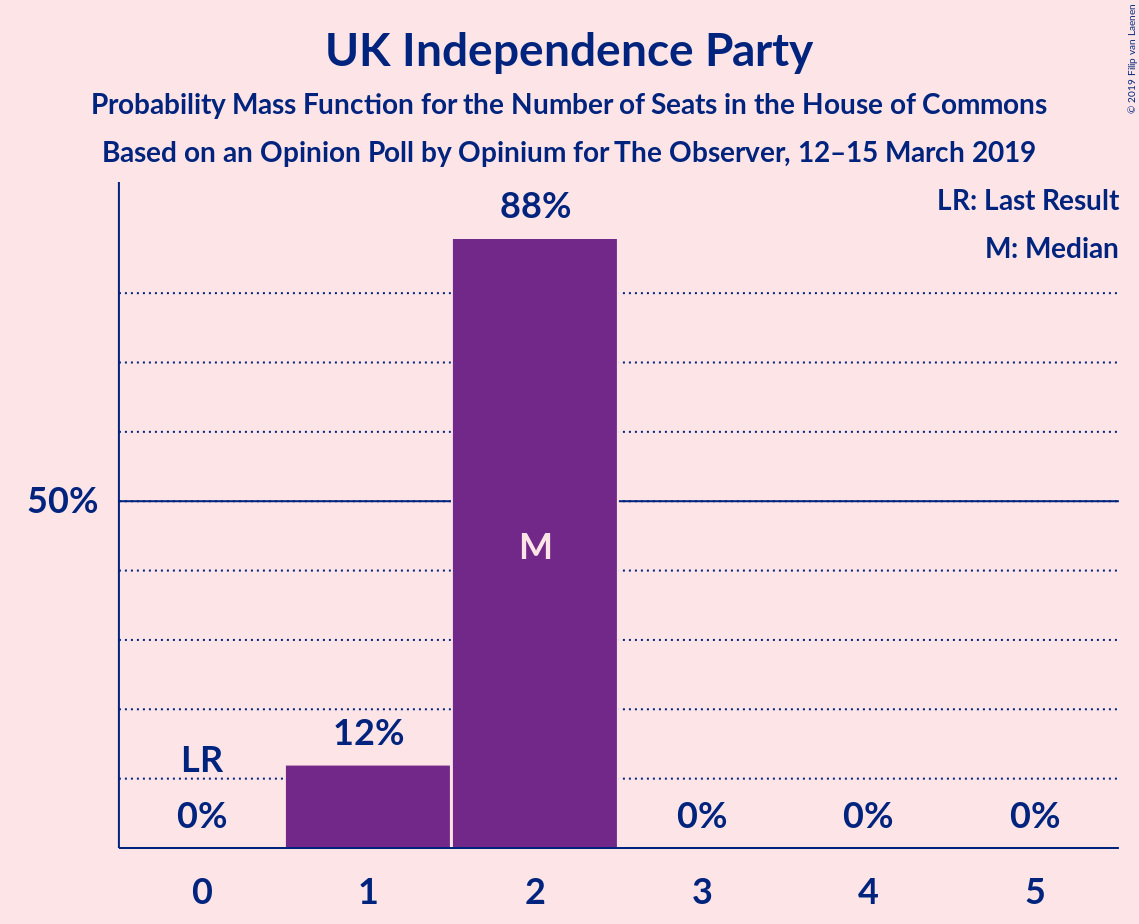 UK Independence Party
Probability Mass Function for the Number of Seats in the House of Commons
Based on an Opinion Poll by Opinium for The Observer, 12–15 March 2019
© 2019 Filip van Laenen
LR: Last Result
M: Median
88%
50%
M
12%
LR
0%
0%
0%
0%
0
1
2
3
4
5